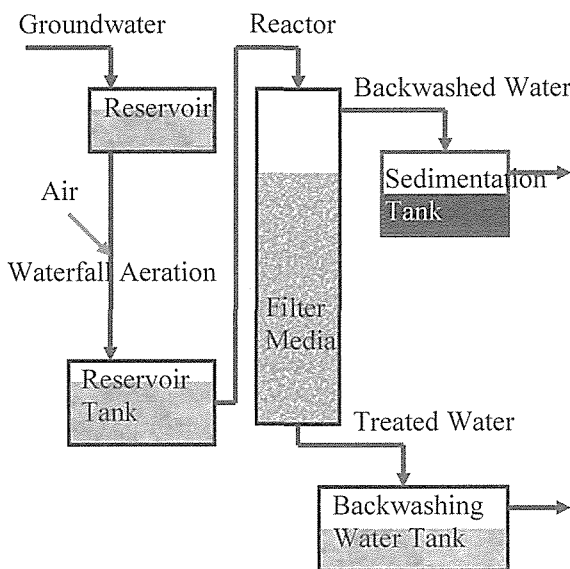 Groundwater
Reactor
Reservoir
Backwashed Water
Sedimentation
Tank
Air
Waterfall Aeration
Filter
Media
Reservoir
Tank
Treated Water
Backwashing
Water Tank